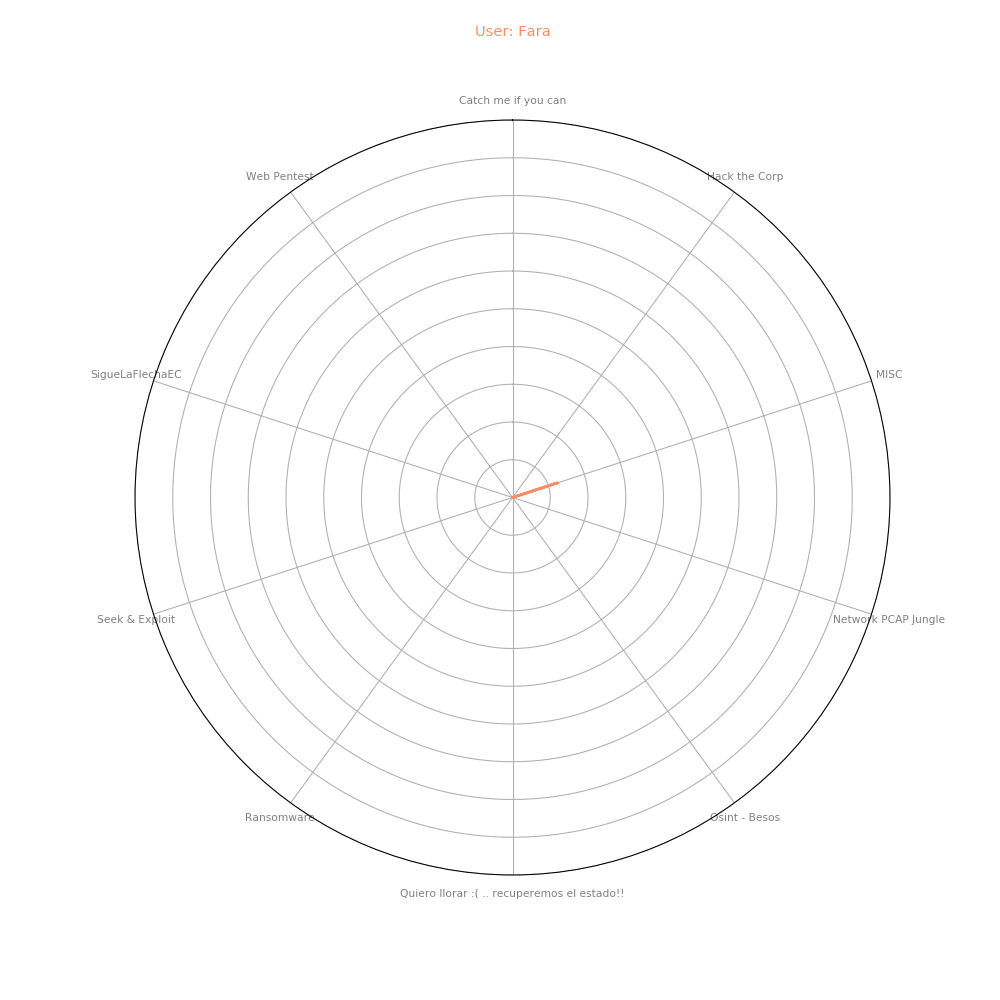 User: Fara
Catch me if you can
Web Pentest
Hack the Corp
SigueLaFlechaEC
MISC
Seek & Exploit
Network PCAP Jungle
Ransomware
Osint - Besos
Quiero llorar :( .. recuperemos el estado!!